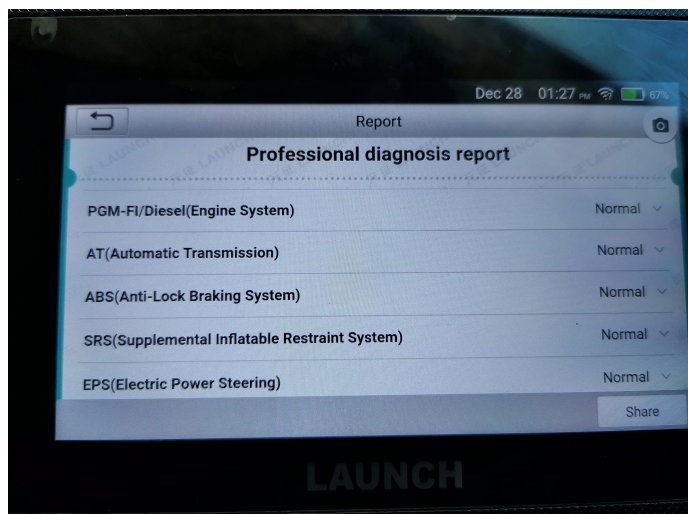 Dec 28 01:27 PM 67%
Report
Professional diagnosis report
PGM-FI/Diesel(Engine System) Normal
AT(Automatic Transmission) Normal
ABS(Anti-Lock Braking System) Normal
SRS(Supplemental Inflatable Restraint System) Normal
EPS(Electric Power Steering) Normal
Share
LAUNCH